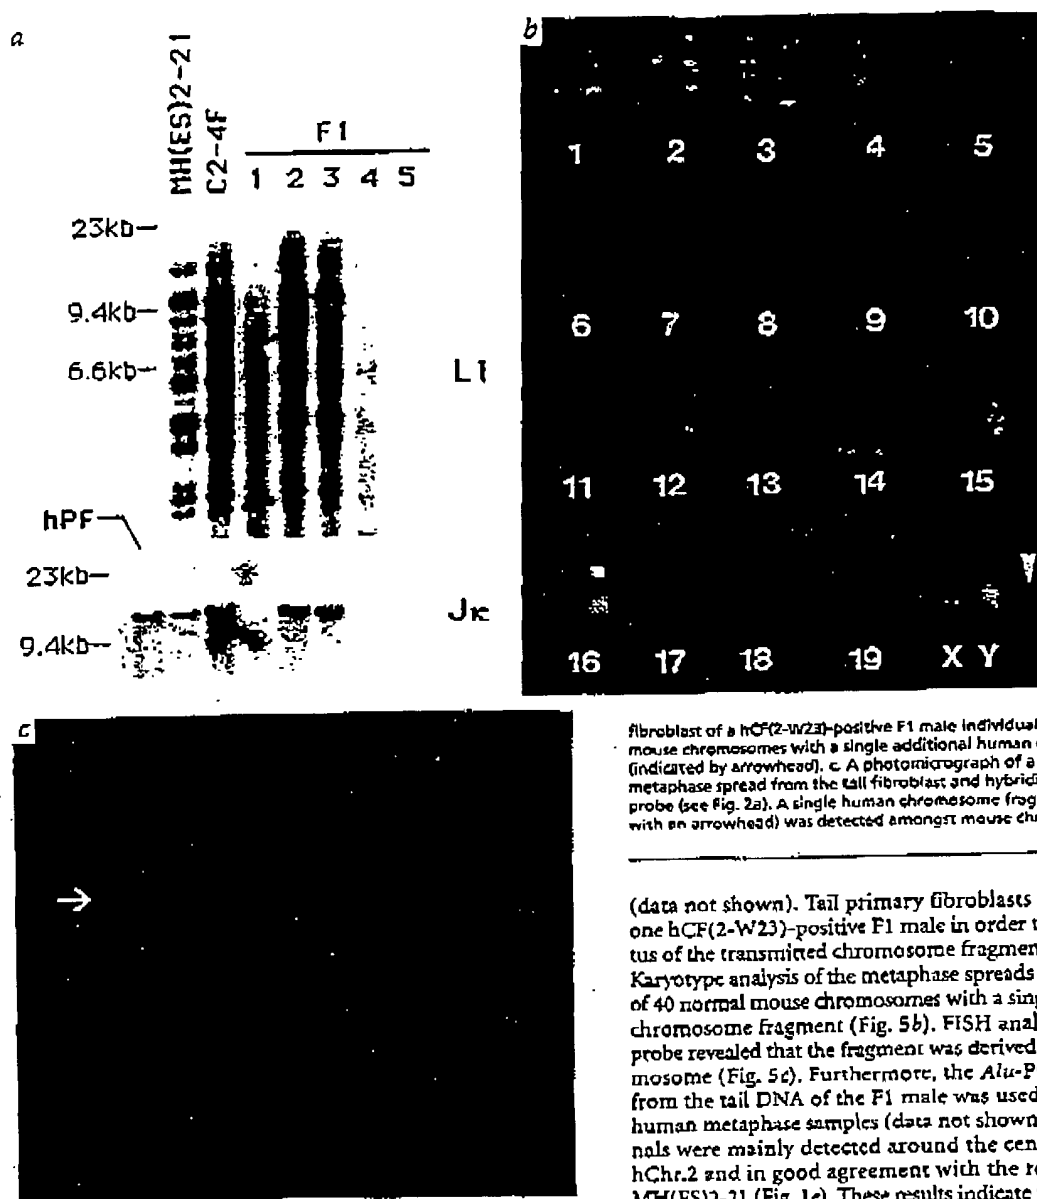 a
MH(ES)2-21
C2-4F
F1
1 2 3 4 5
23kb
9.4kb
6.6kb
L1
hPF
23kb
9.4kb
Jκ
b
1 2 3 4 5
6 7 8 9 10
11 12 13 14 15
16 17 18 19 X Y
c
fibroblast of a hCF(2-W23)-positive F1 male individual
mouse chromosomes with a single additional human
(indicated by arrowhead). c. A photomicrograph of a
metaphase spread from the tail fibroblast and hybridi
probe (see Fig. 2a). A single human chromosome frag
with an arrowhead) was detected amongst mouse chr
(data not shown). Tail primary fibroblasts
one hCF(2-W23)-positive F1 male in order t
tus of the transmitted chromosome fragmen
Karyotype analysis of the metaphase spreads
of 40 normal mouse chromosomes with a sing
chromosome fragment (Fig. 5b). FISH anal
probe revealed that the fragment was derived
mosome (Fig. 5c). Furthermore, the Alu-P
from the tail DNA of the F1 male was used
human metaphase samples (data not shown
nals were mainly detected around the cen
hChr.2 and in good agreement with the re
MH(ES)2-21 (Fig. 1e). These results indicate